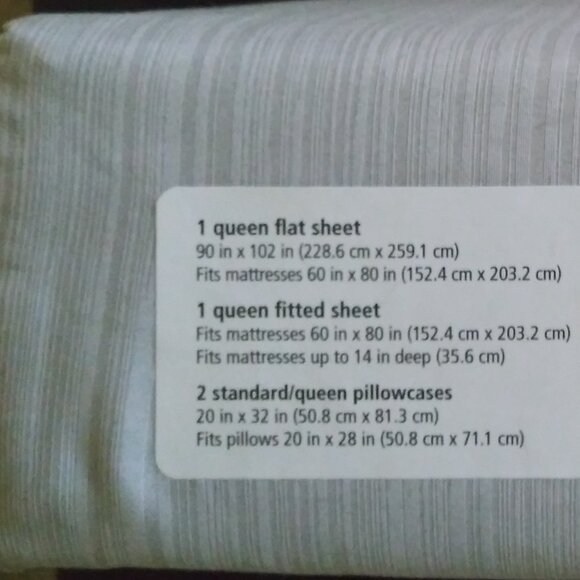 1 queen flat sheet
90 in x 102 in (228.6 cm x 259.1 cm)
Fits mattresses 60 in x 80 in (152.4 cm x 203.2 cm)
1 queen fitted sheet
Fits mattresses 60 in x 80 in (152.4 cm x 203.2 cm)
Fits mattresses up to 14 in deep (35.6 cm)
2 standard/queen pillowcases
20 in x 32 in (50.8 cm x 81.3 cm)
Fits pillows 20 in x 28 in (50.8 cm x 71.1 cm)